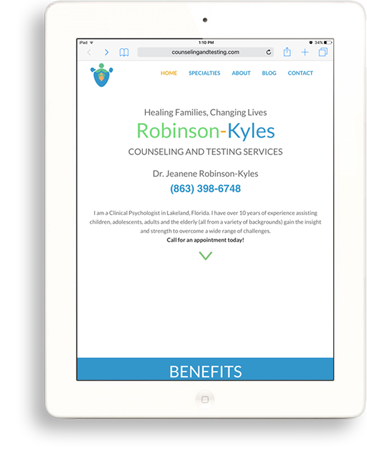 iPad
1:10 PM
34%
counselingandtesting.com
HOME SPECIALTIES ABOUT BLOG CONTACT
Healing Families, Changing Lives
Robinson-Kyles
COUNSELING AND TESTING SERVICES
Dr. Jeanene Robinson-Kyles
(863) 398-6748
I am a Clinical Psychologist in Lakeland, Florida. I have over 10 years of experience assisting
children, adolescents, adults and the elderly (all from a variety of backgrounds) gain the insight
and strength to overcome a wide range of challenges.
Call for an appointment today!
BENEFITS